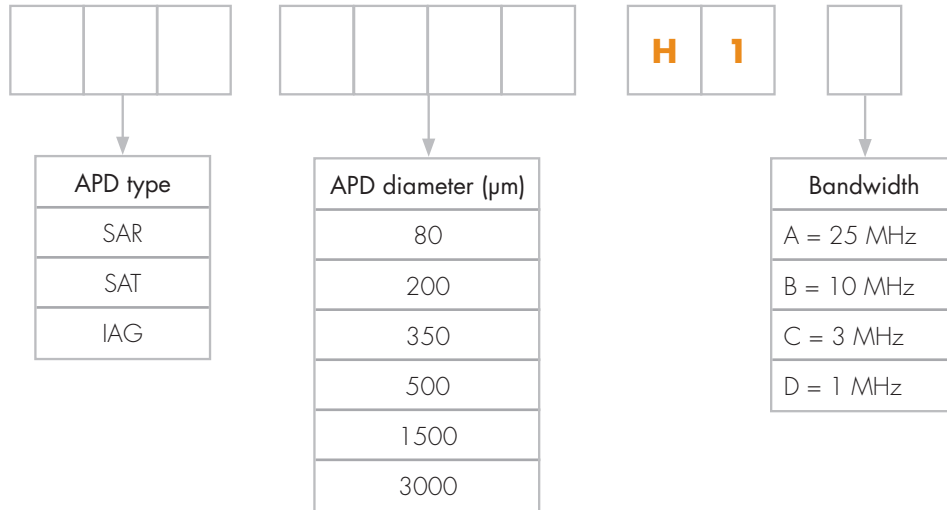 H 1
APD type
SAR
SAT
IAG
APD diameter (µm)
80
200
350
500
1500
3000
Bandwidth
A = 25 MHz
B = 10 MHz
C = 3 MHz
D = 1 MHz